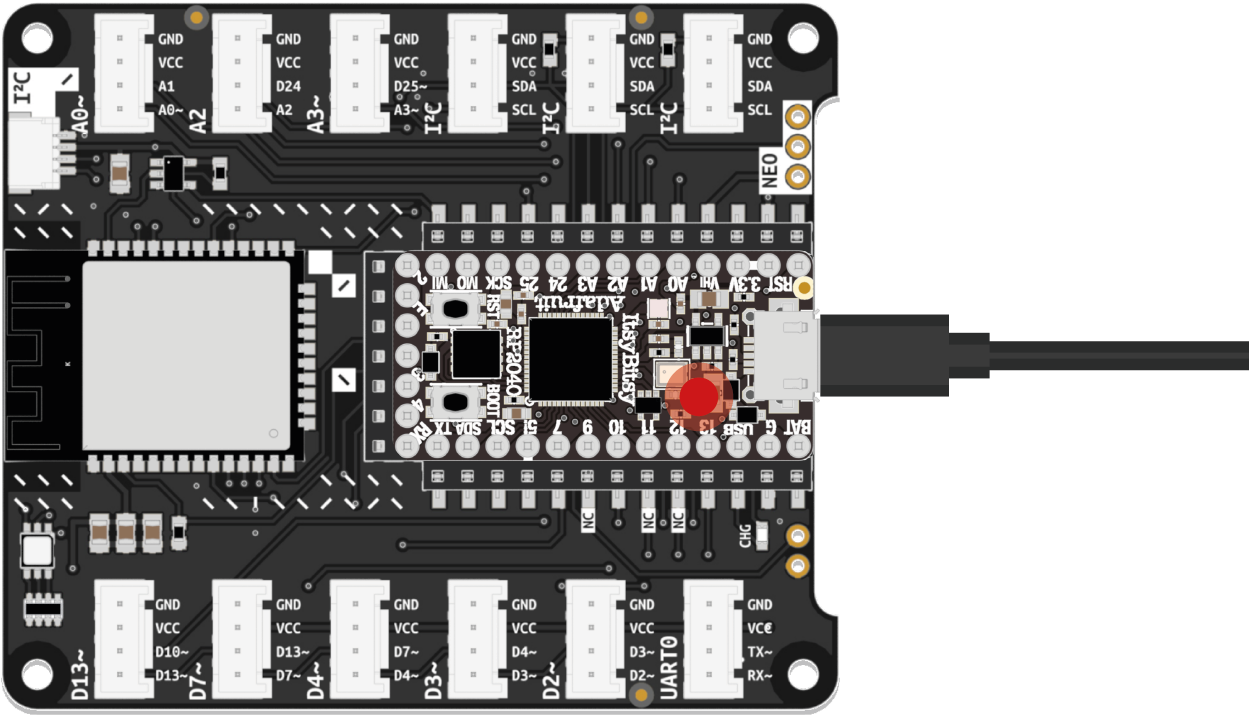 GND
VCC
A1
A0~
A0~
GND
VCC
D24
A2
A2
GND
VCC
D25~
A3~
A3~
GND
VCC
SDA
SCL
I²C
GND
VCC
SDA
SCL
I²C
GND
VCC
SDA
SCL
I²C
I²C
NEO
2 MI MO SCK 25 24 A3 A2 A1 A0 VHI 3.3V RST
Adafruit
ItsyBitsy
RP2040
RST
BOOT
3
4
RX TX SDA SCL 5! 7 9 10 11 12 13 USB G BAT
NC
NC
NC
CHG
GND
VCC
D10~
D13~
D13~
GND
VCC
D13~
D7~
D7~
GND
VCC
D7~
D4~
D4~
GND
VCC
D4~
D3~
D3~
GND
VCC
D3~
D2~
D2~
GND
VCC
TX~
RX~
UART0